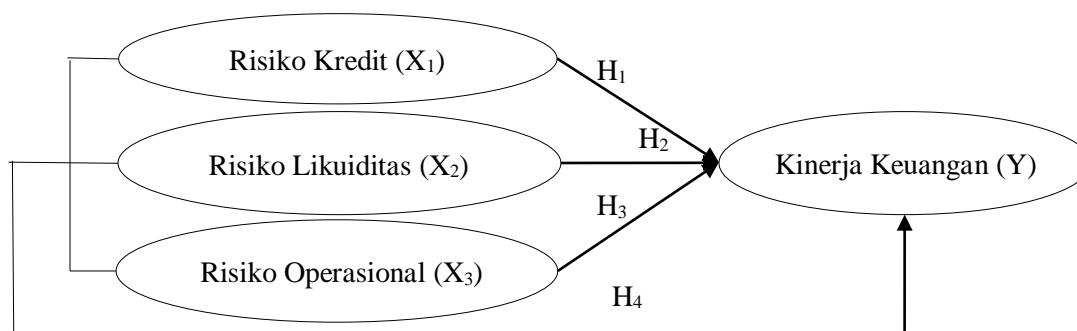 Risiko Kredit (X₁)
H₁
H₂
Risiko Likuiditas (X₂)
Kinerja Keuangan (Y)
H₃
Risiko Operasional (X₃)
H₄